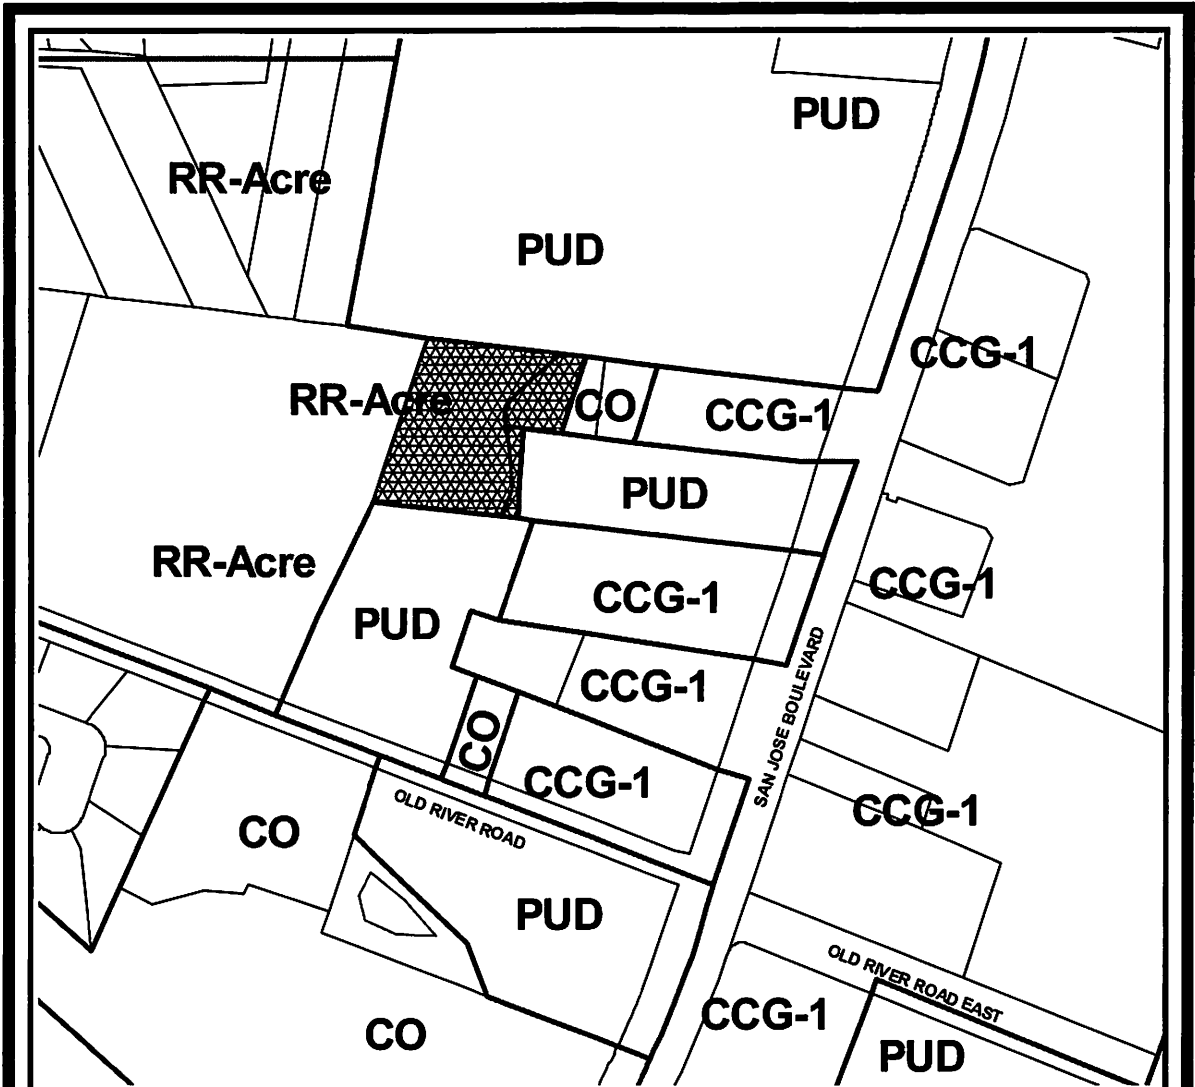 PUD
RR-Acre
PUD
CCG-1
RR-Acre
CO
CCG-1
PUD
RR-Acre
CCG-1
CCG-1
PUD
CCG-1
SAN JOSE BOULEVARD
CO
CCG-1
OLD RIVER ROAD
CCG-1
CO
PUD
OLD RIVER ROAD EAST
CCG-1
CO
PUD